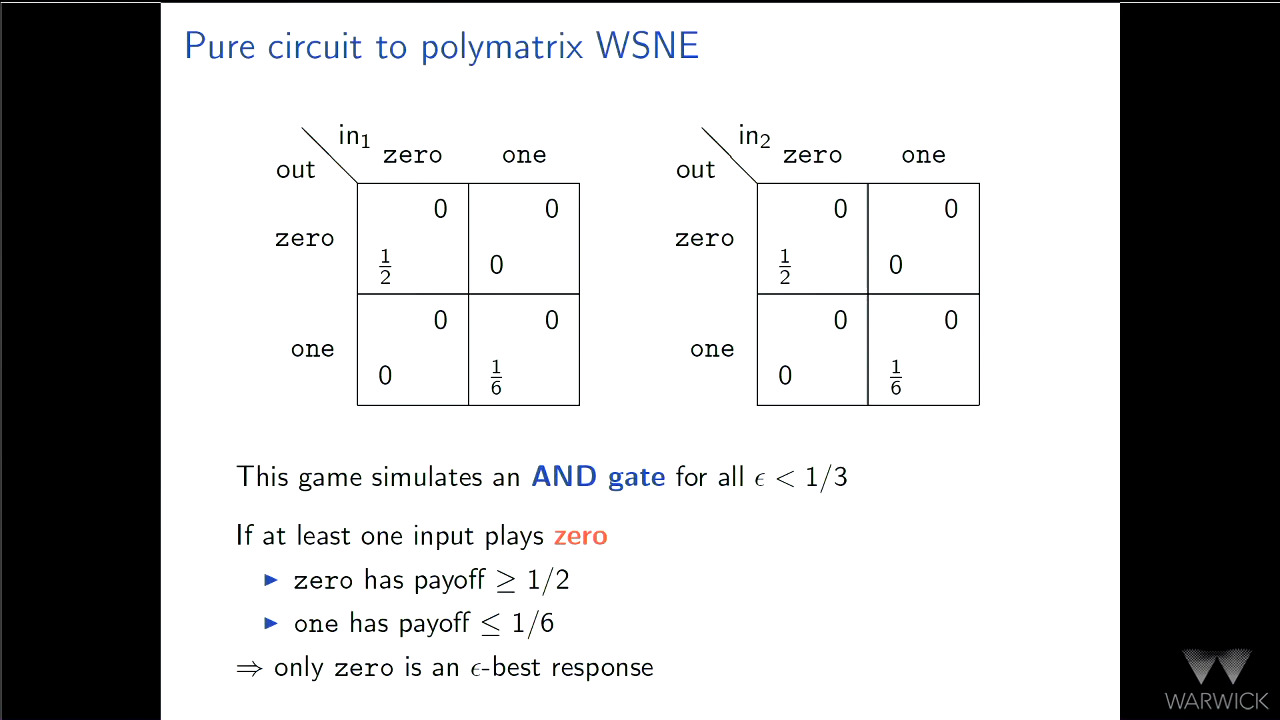 Pure circuit to polymatrix WSNE
in₁
zero one
out
0 0
zero
1/2 0
0 0
one
0 1/6
in₂
zero one
out
0 0
zero
1/2 0
0 0
one
0 1/6
This game simulates an AND gate for all ϵ < 1/3
If at least one input plays zero
▶ zero has payoff ≥ 1/2
▶ one has payoff ≤ 1/6
⇒ only zero is an ϵ-best response
WARWICK